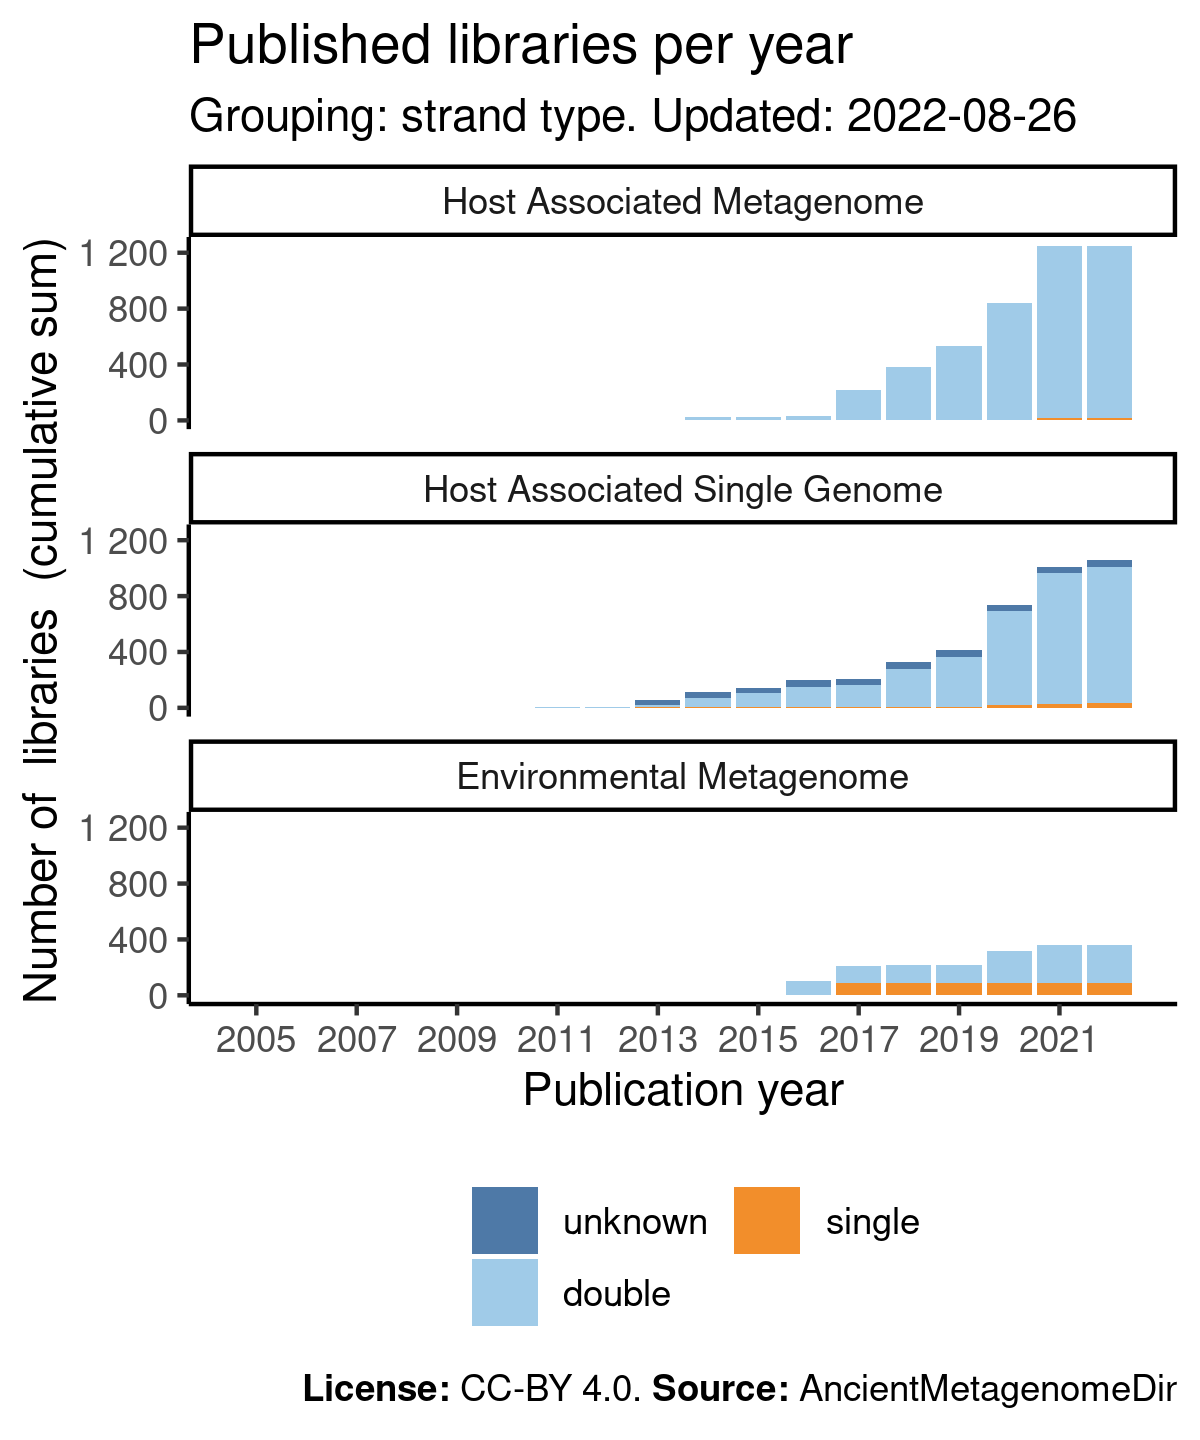 Published libraries per year
Grouping: strand type. Updated: 2022-08-26
Number of libraries (cumulative sum)
Host Associated Metagenome
1 200
800
400
0
Host Associated Single Genome
1 200
800
400
0
Environmental Metagenome
1 200
800
400
0
2005 2007 2009 2011 2013 2015 2017 2019 2021
Publication year
unknown single
double
License: CC-BY 4.0. Source: AncientMetagenomeDir